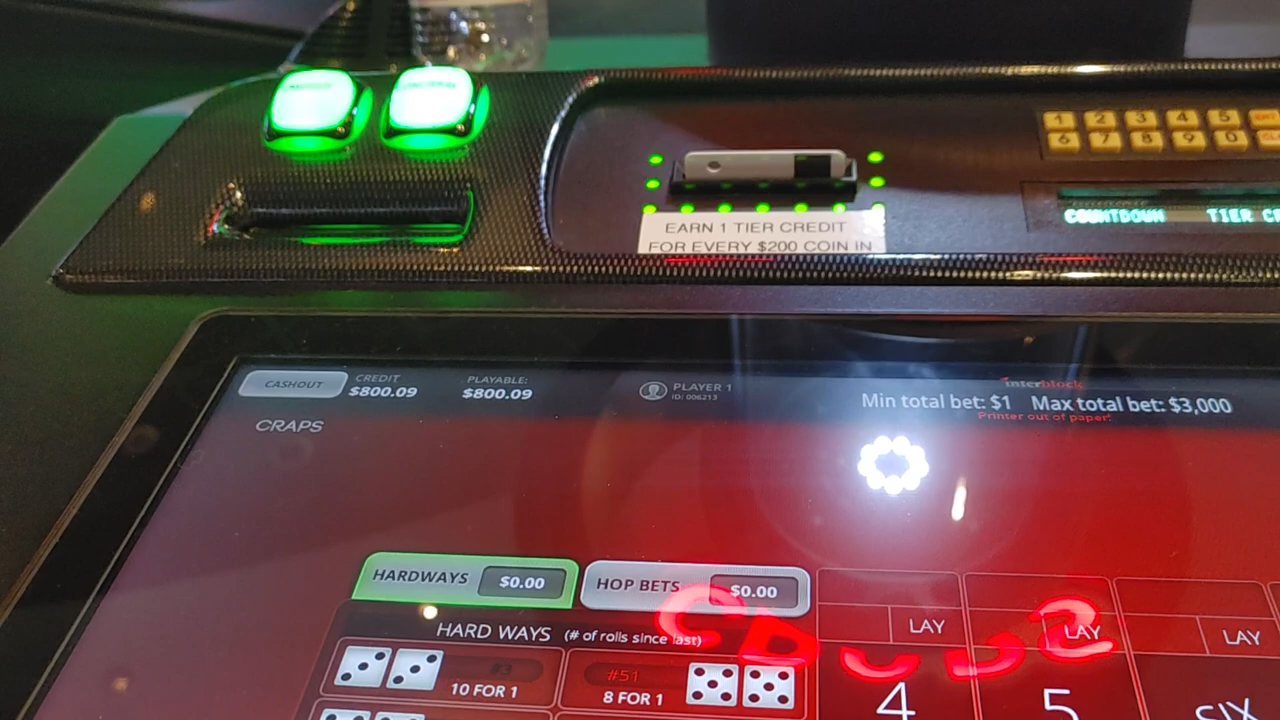 1 2 3 4 5
6 7 8 9 0
COUNTDOWN TIER
EARN 1 TIER CREDIT
FOR EVERY $200 COIN IN
CASHOUT
CREDIT
$800.09
PLAYABLE:
$800.09
PLAYER 1
ID: 006213
interblock
Min total bet: $1 Max total bet: $3,000
Printer out of paper!
CRAPS
HARDWAYS $0.00
HOP BETS $0.00
LAY
LAY
LAY
HARD WAYS (# of rolls since last)
#3
10 FOR 1
#51
8 FOR 1
4
5
SIX